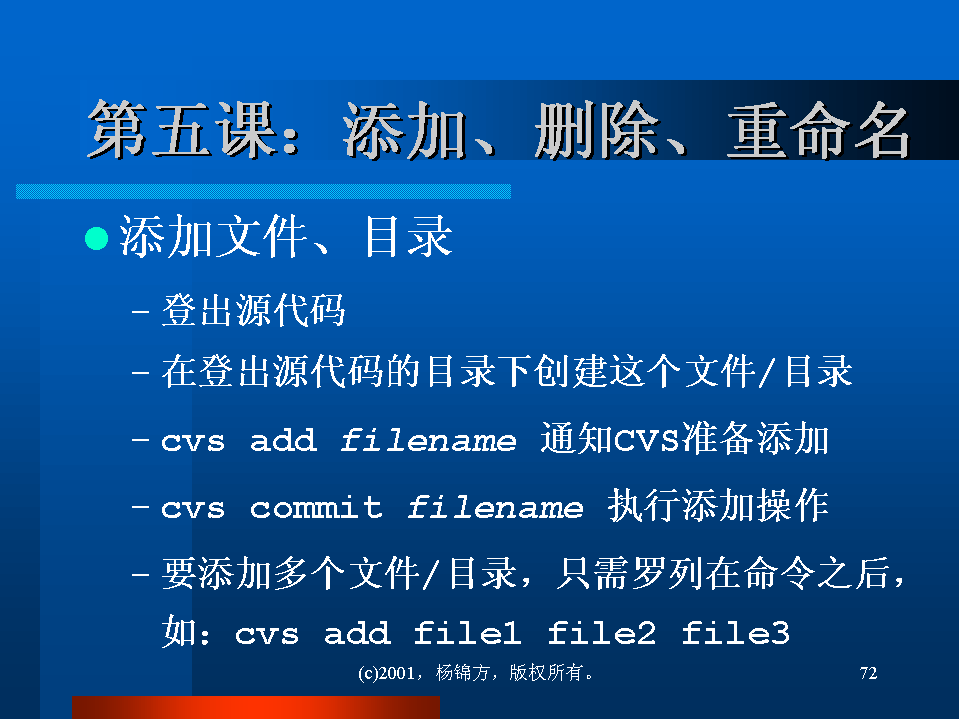 第五课：添加、删除、重命名
添加文件、目录
– 登出源代码
– 在登出源代码的目录下创建这个文件/目录
– cvs add filename 通知CVS准备添加
– cvs commit filename 执行添加操作
– 要添加多个文件/目录，只需罗列在命令之后，
如：cvs add file1 file2 file3
(c)2001，杨锦方，版权所有。
72